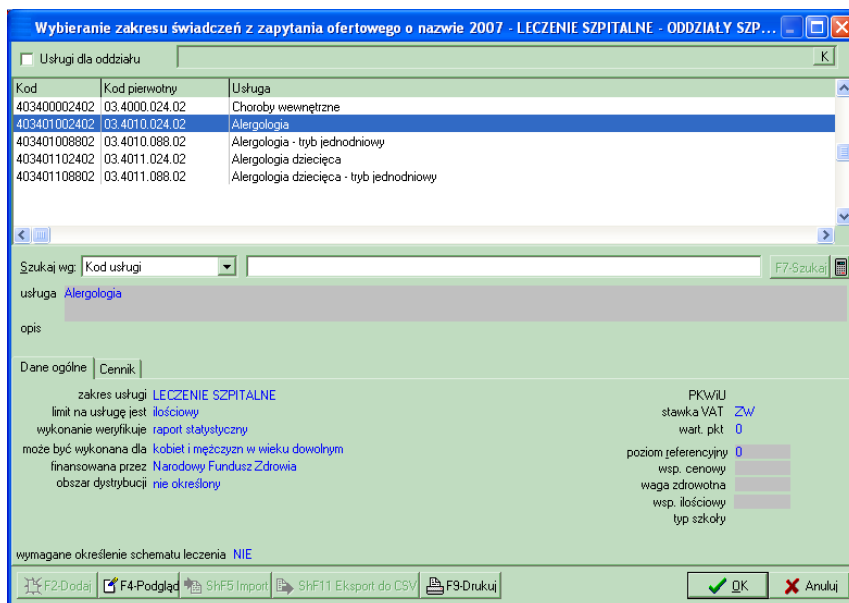 Wybieranie zakresu świadczeń z zapytania ofertowego o nazwie 2007 - LECZENIE SZPITALNE - ODDZIAŁY SZP...
Usługi dla oddziału K
Kod Kod pierwotny Usługa
403400002402 03.4000.024.02 Choroby wewnętrzne
403401002402 03.4010.024.02 Alergologia
403401008802 03.4010.088.02 Alergologia - tryb jednodniowy
403401102402 03.4011.024.02 Alergologia dziecięca
403401108802 03.4011.088.02 Alergologia dziecięca - tryb jednodniowy
Szukaj wg: Kod usługi F7-Szukaj
usługa Alergologia
opis
Dane ogólne Cennik
zakres usługi LECZENIE SZPITALNE PKWiU
limit na usługę jest ilościowy stawka VAT ZW
wykonanie weryfikuje raport statystyczny wart. pkt 0
może być wykonana dla kobiet i mężczyzn w wieku dowolnym poziom referencyjny 0
finansowana przez Narodowy Fundusz Zdrowia wsp. cenowy
obszar dystrybucji nie określony waga zdrowotna
wsp. ilościowy
typ szkoły
wymagane określenie schematu leczenia NIE
F2-Dodaj F4-Podgląd ShF5 Import ShF11 Eksport do CSV F9-Drukuj OK Anuluj